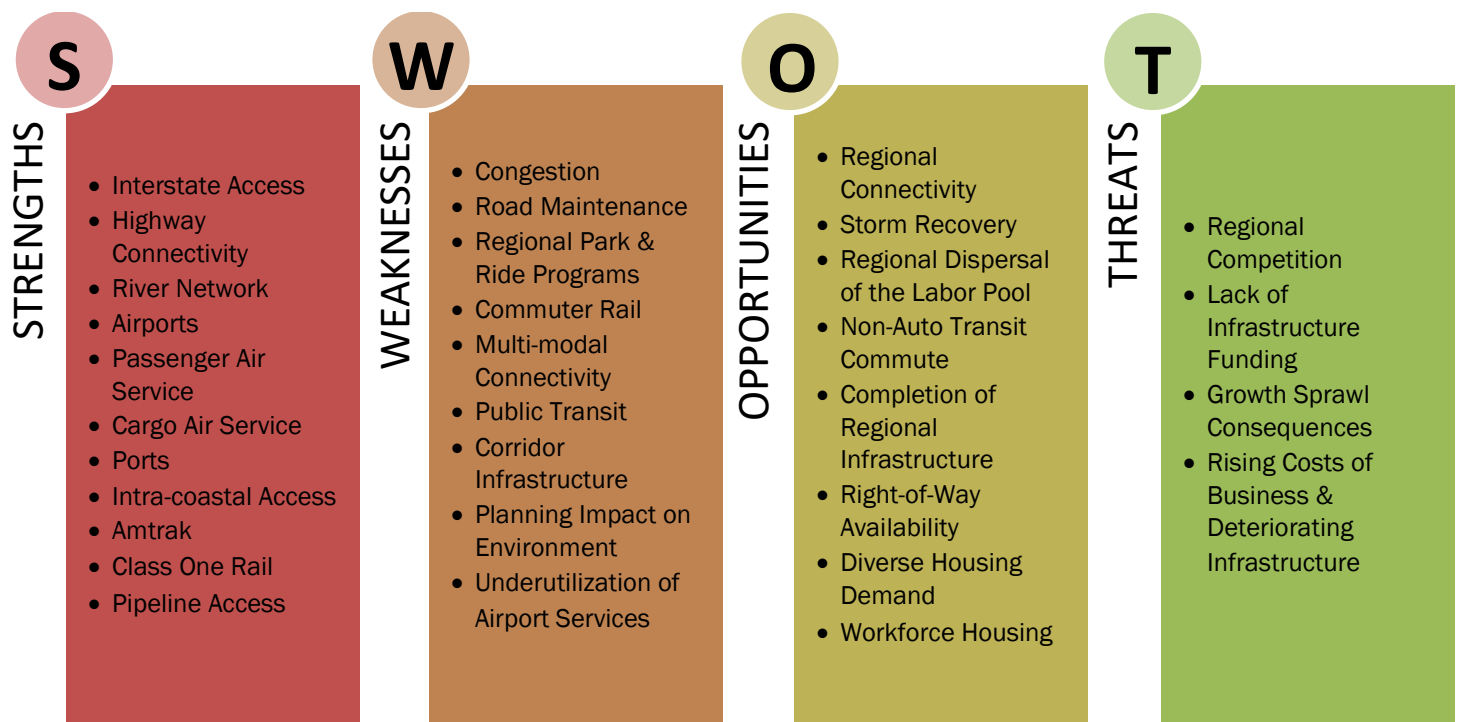 S
STRENGTHS
• Interstate Access
• Highway
Connectivity
• River Network
• Airports
• Passenger Air
Service
• Cargo Air Service
• Ports
• Intra-coastal Access
• Amtrak
• Class One Rail
• Pipeline Access
W
WEAKNESSES
• Congestion
• Road Maintenance
• Regional Park &
Ride Programs
• Commuter Rail
• Multi-modal
Connectivity
• Public Transit
• Corridor
Infrastructure
• Planning Impact on
Environment
• Underutilization of
Airport Services
O
OPPORTUNITIES
• Regional
Connectivity
• Storm Recovery
• Regional Dispersal
of the Labor Pool
• Non-Auto Transit
Commute
• Completion of
Regional
Infrastructure
• Right-of-Way
Availability
• Diverse Housing
Demand
• Workforce Housing
T
THREATS
• Regional
Competition
• Lack of
Infrastructure
Funding
• Growth Sprawl
Consequences
• Rising Costs of
Business &
Deteriorating
Infrastructure